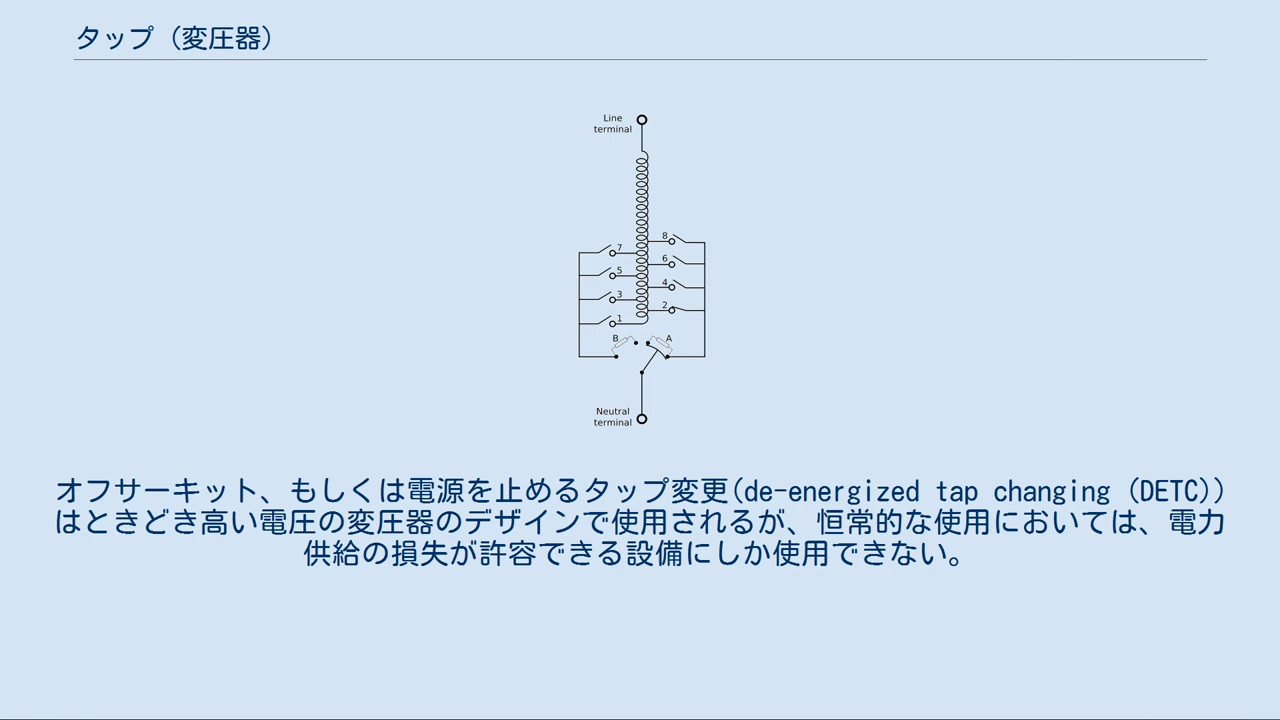 タップ（変圧器）
Line
terminal
8
7
6
5
4
3
2
1
B
A
Neutral
terminal
オフサーキット、もしくは電源を止めるタップ変更(de-energized tap changing (DETC))
はときどき高い電圧の変圧器のデザインで使用されるが、恒常的な使用においては、電力
供給の損失が許容できる設備にしか使用できない。